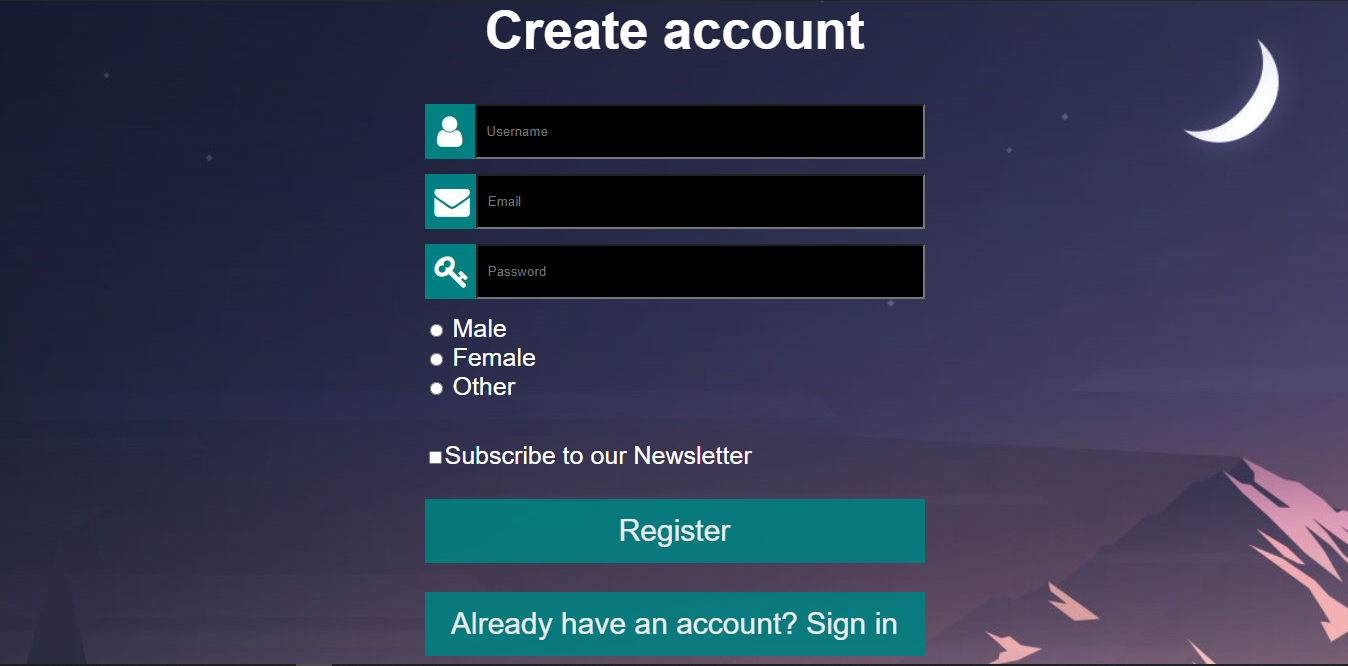 Create account
Username
Email
Password
Male
Female
Other
Subscribe to our Newsletter
Register
Already have an account? Sign in